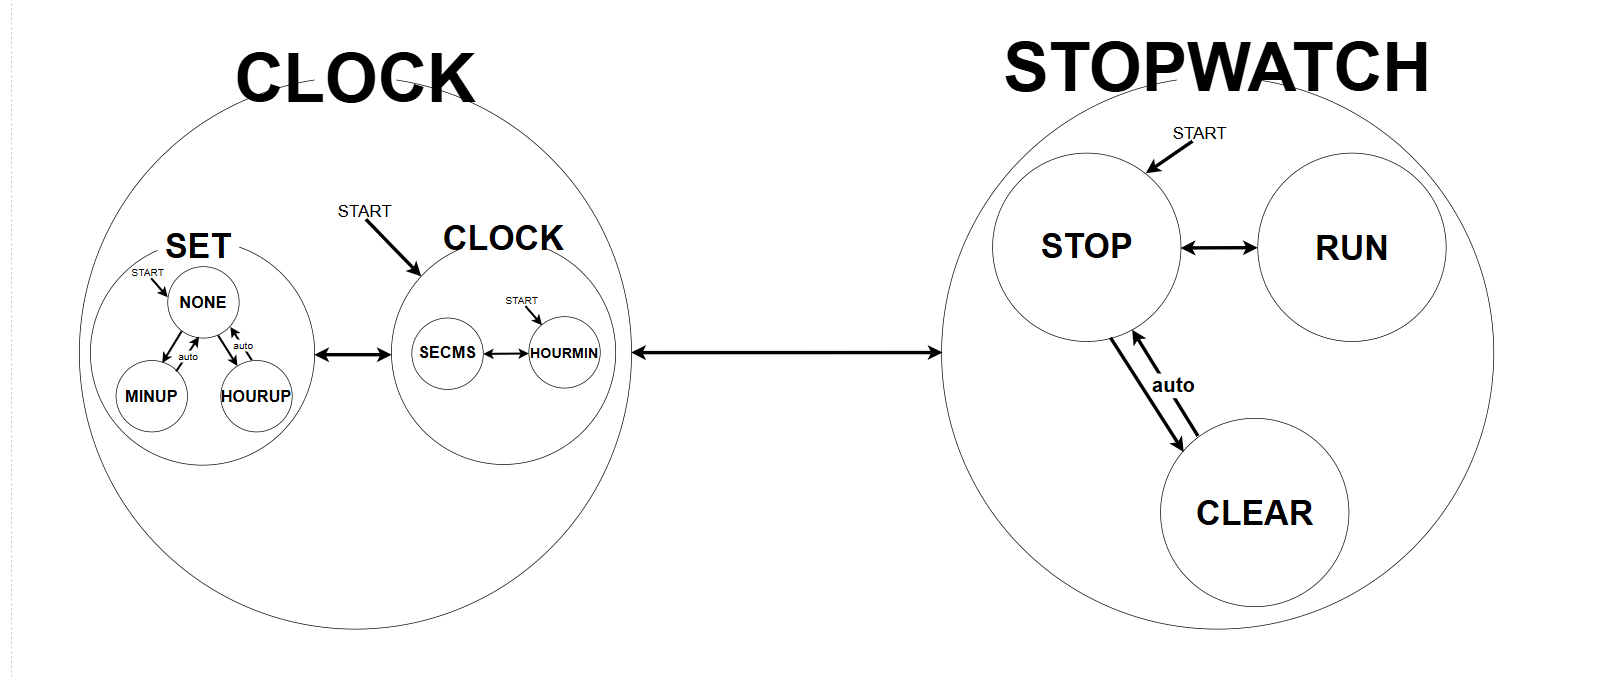 CLOCK
START
SET
START
NONE
auto
auto
MINUP
HOURUP
CLOCK
START
SECMS
HOURMIN
STOPWATCH
START
STOP
RUN
auto
CLEAR